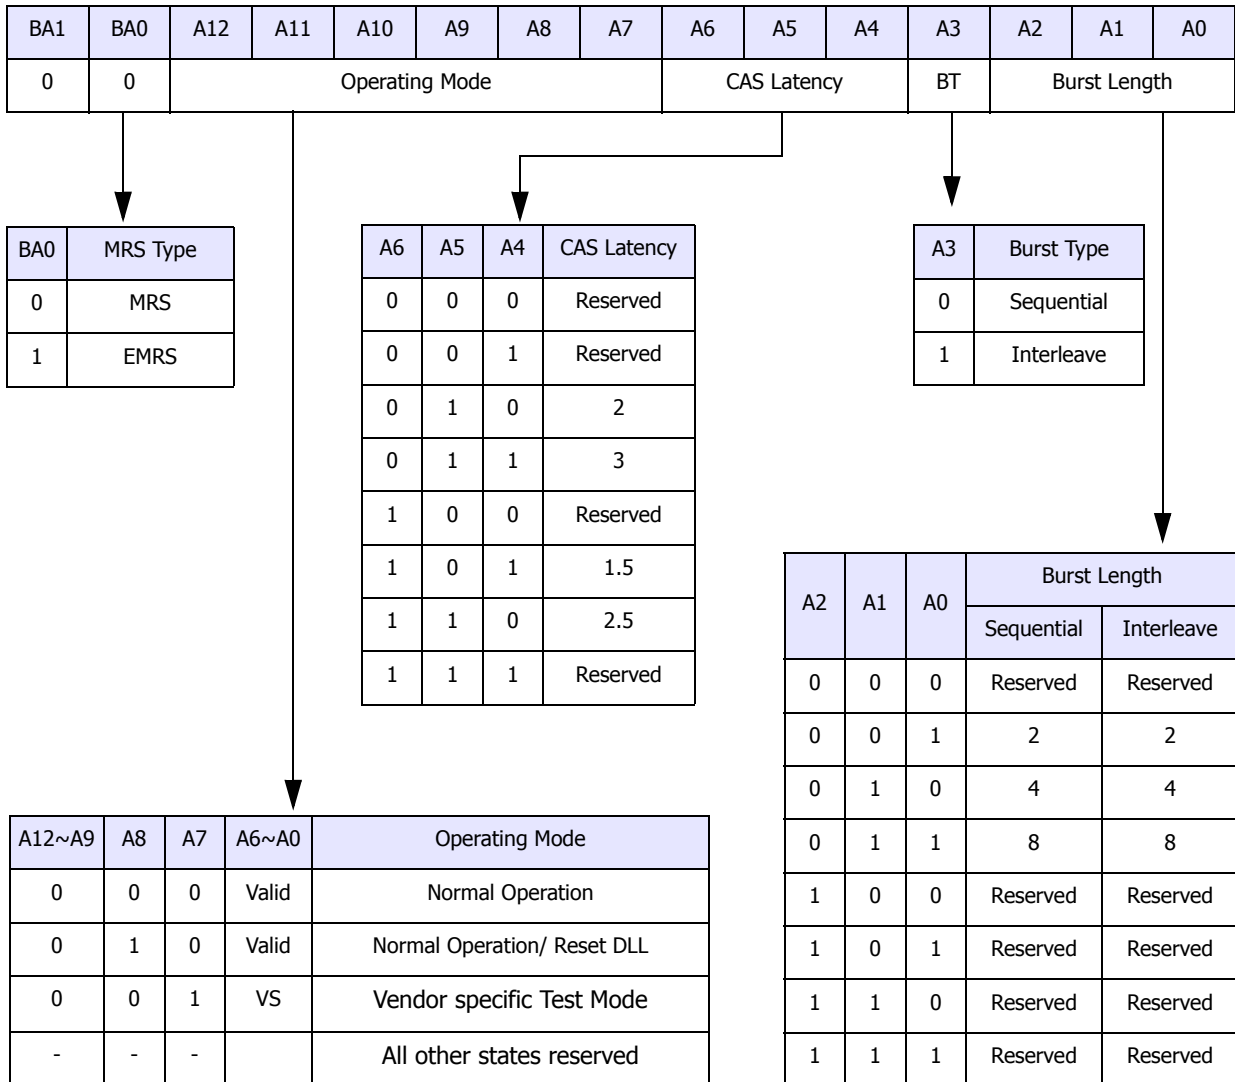 BA1 BA0 A12 A11 A10 A9 A8 A7 A6 A5 A4 A3 A2 A1 A0
0 0 Operating Mode CAS Latency BT Burst Length
BA0 MRS Type
0 MRS
1 EMRS
A6 A5 A4 CAS Latency
0 0 0 Reserved
0 0 1 Reserved
0 1 0 2
0 1 1 3
1 0 0 Reserved
1 0 1 1.5
1 1 0 2.5
1 1 1 Reserved
A3 Burst Type
0 Sequential
1 Interleave
A2 A1 A0 Burst Length
Sequential Interleave
0 0 0 Reserved Reserved
0 0 1 2 2
0 1 0 4 4
0 1 1 8 8
1 0 0 Reserved Reserved
1 0 1 Reserved Reserved
1 1 0 Reserved Reserved
1 1 1 Reserved Reserved
A12~A9 A8 A7 A6~A0 Operating Mode
0 0 0 Valid Normal Operation
0 1 0 Valid Normal Operation/ Reset DLL
0 0 1 VS Vendor specific Test Mode
- - - All other states reserved